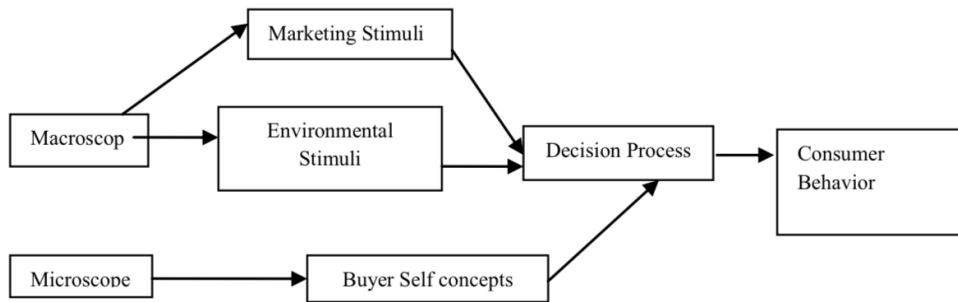 Marketing Stimuli
Macroscop
Environmental
Stimuli
Decision Process
Consumer
Behavior
Microscope
Buyer Self concepts